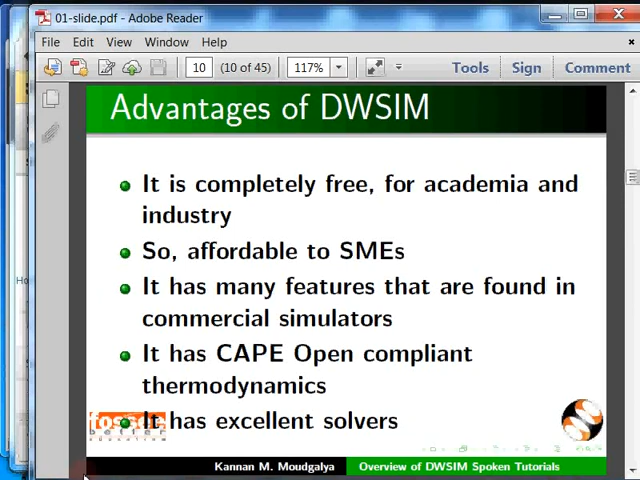 01-slide.pdf - Adobe Reader
File Edit View Window Help
10 (10 of 45) 117% Tools Sign Comment
Advantages of DWSIM
It is completely free, for academia and
industry
So, affordable to SMEs
It has many features that are found in
commercial simulators
It has CAPE Open compliant
thermodynamics
It has excellent solvers
Kannan M. Moudgalya Overview of DWSIM Spoken Tutorials